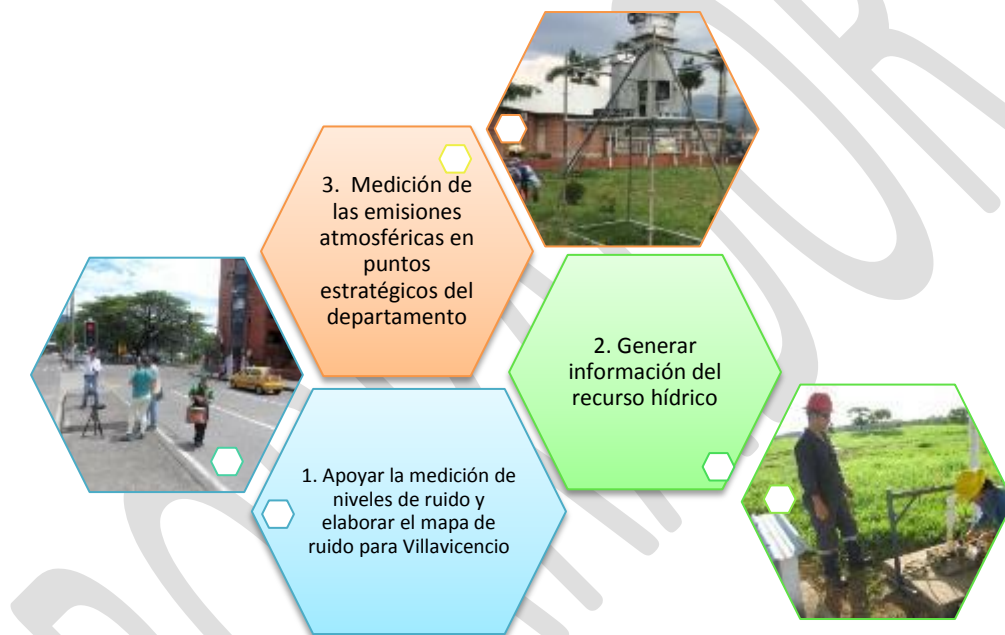 3. Medición de
las emisiones
atmosféricas en
puntos
estratégicos del
departamento
2. Generar
información del
recurso hídrico
1. Apoyar la medición de
niveles de ruido y
elaborar el mapa de
ruido para Villavicencio